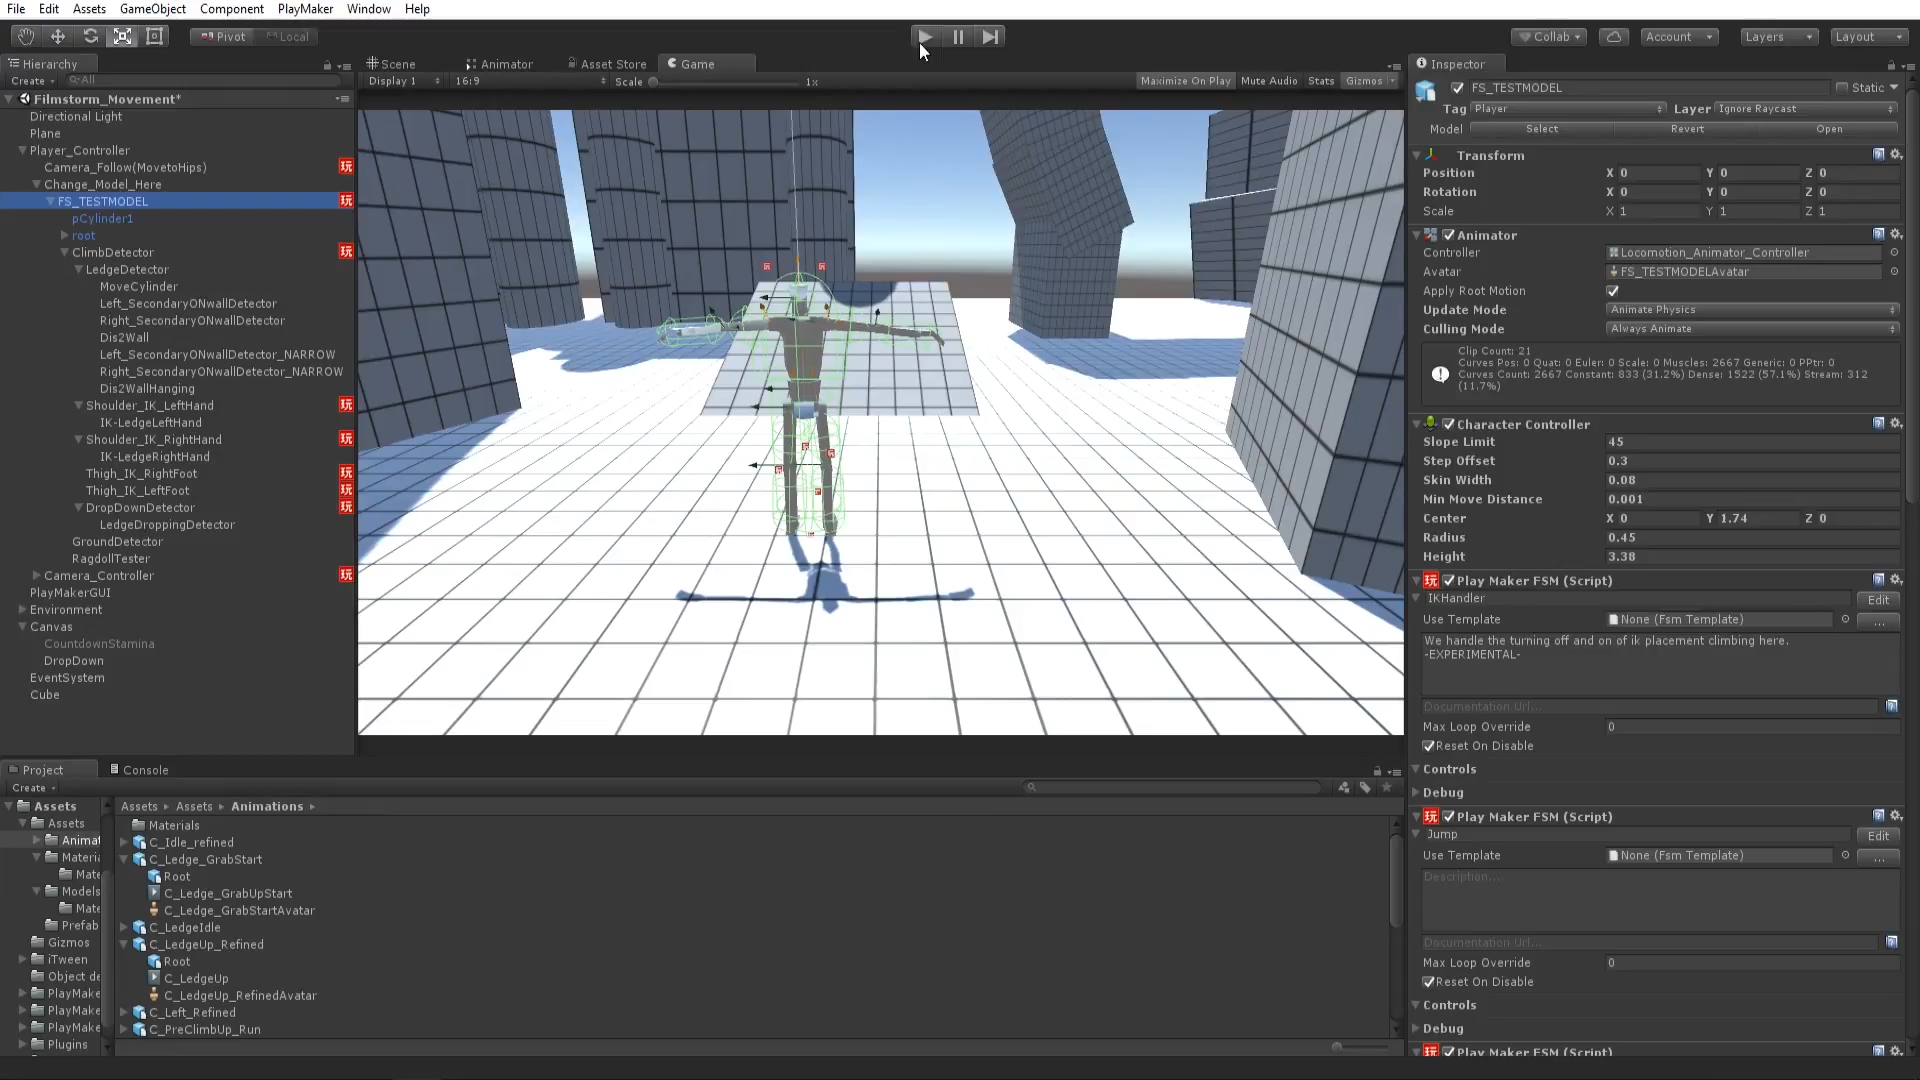 File Edit Assets GameObject Component PlayMaker Window Help
Pivot Local Collab Account Layers Layout
Hierarchy
Create All
Filmstorm_Movement*
Directional Light
Plane
Player_Controller
Camera_Follow(MovetoHips)
Change_Model_Here
FS_TESTMODEL
pCylinder1
root
ClimbDetector
LedgeDetector
MoveCylinder
Left_SecondaryONwallDetector
Right_SecondaryONwallDetector
Dis2Wall
Left_SecondaryONwallDetector_NARROW
Right_SecondaryONwallDetector_NARROW
Dis2WallHanging
Shoulder_IK_LeftHand
IK-LedgeLeftHand
Shoulder_IK_RightHand
IK-LedgeRightHand
Thigh_IK_RightFoot
Thigh_IK_LeftFoot
DropDownDetector
LedgeDroppingDetector
GroundDetector
RagdollTester
Camera_Controller
PlayMakerGUI
Environment
Canvas
CountdownStamina
DropDown
EventSystem
Cube
Scene Animator Asset Store Game
Display 1 16:9 Scale 1x Maximize On Play Mute Audio Stats Gizmos
Inspector
FS_TESTMODEL Static
Tag Player Layer Ignore Raycast
Model Select Revert Open
Transform
Position X 0 Y 0 Z 0
Rotation X 0 Y 0 Z 0
Scale X 1 Y 1 Z 1
Animator
Controller Locomotion_Animator_Controller
Avatar FS_TESTMODELAvatar
Apply Root Motion
Update Mode Animate Physics
Culling Mode Always Animate
Clip Count: 21
Curves Pos: 0 Quat: 0 Euler: 0 Scale: 0 Muscles: 2667 Generic: 0 PPtr: 0
Curves Count: 2667 Constant: 833 (31.2%) Dense: 1522 (57.1%) Stream: 312
(11.7%)
Character Controller
Slope Limit 45
Step Offset 0.3
Skin Width 0.08
Min Move Distance 0.001
Center X 0 Y 1.74 Z 0
Radius 0.45
Height 3.38
玩 Play Maker FSM (Script)
IKHandler Edit
Use Template None (Fsm Template) ...
We handle the turning off and on of ik placement climbing here.
-EXPERIMENTAL-
Documentation Url...
Max Loop Override 0
Reset On Disable
Controls
Debug
玩 Play Maker FSM (Script)
Jump Edit
Use Template None (Fsm Template) ...
Description...
Documentation Url...
Max Loop Override 0
Reset On Disable
Controls
Debug
玩 Play Maker FSM (Script)
Project Console
Create
Assets
Assets
Animat
Materi
Mate
Models
Mate
Prefab
Gizmos
iTween
Object de
PlayMake
PlayMake
PlayMake
Plugins
Assets Assets Animations
Materials
C_Idle_refined
C_Ledge_GrabStart
Root
C_Ledge_GrabUpStart
C_Ledge_GrabStartAvatar
C_LedgeIdle
C_LedgeUp_Refined
Root
C_LedgeUp
C_LedgeUp_RefinedAvatar
C_Left_Refined
C_PreClimbUp_Run